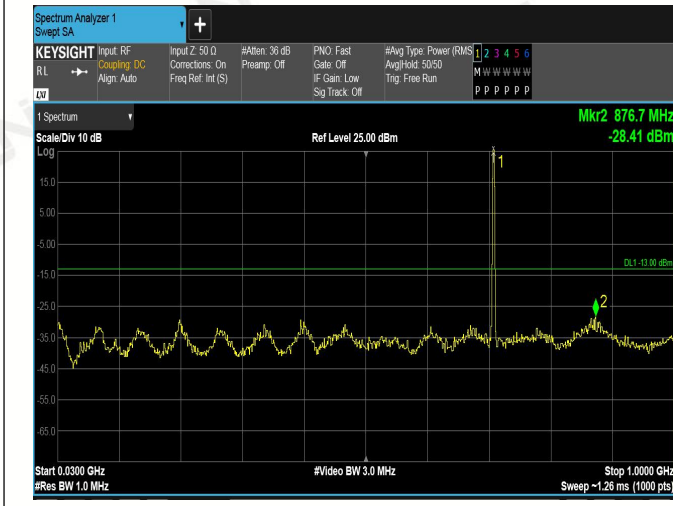 Spectrum Analyzer 1
Swept SA
+
KEYSIGHT
RL
LXI
Input: RF
Coupling: DC
Align: Auto
Input Z: 50 Ω
Corrections: On
Freq Ref: Int (S)
#Atten: 36 dB
Preamp: Off
PNO: Fast
Gate: Off
IF Gain: Low
Sig Track: Off
#Avg Type: Power (RMS
Avg|Hold: 50/50
Trig: Free Run
1 2 3 4 5 6
M W W W W W
P P P P P P
1 Spectrum
Scale/Div 10 dB
Log
Ref Level 25.00 dBm
Mkr2 876.7 MHz
-28.41 dBm
1
15.0
5.00
-5.00
DL1 -13.00 dBm
-15.0
-25.0
2
-35.0
-45.0
-55.0
-65.0
Start 0.0300 GHz
#Res BW 1.0 MHz
#Video BW 3.0 MHz
Stop 1.0000 GHz
Sweep ~1.26 ms (1000 pts)